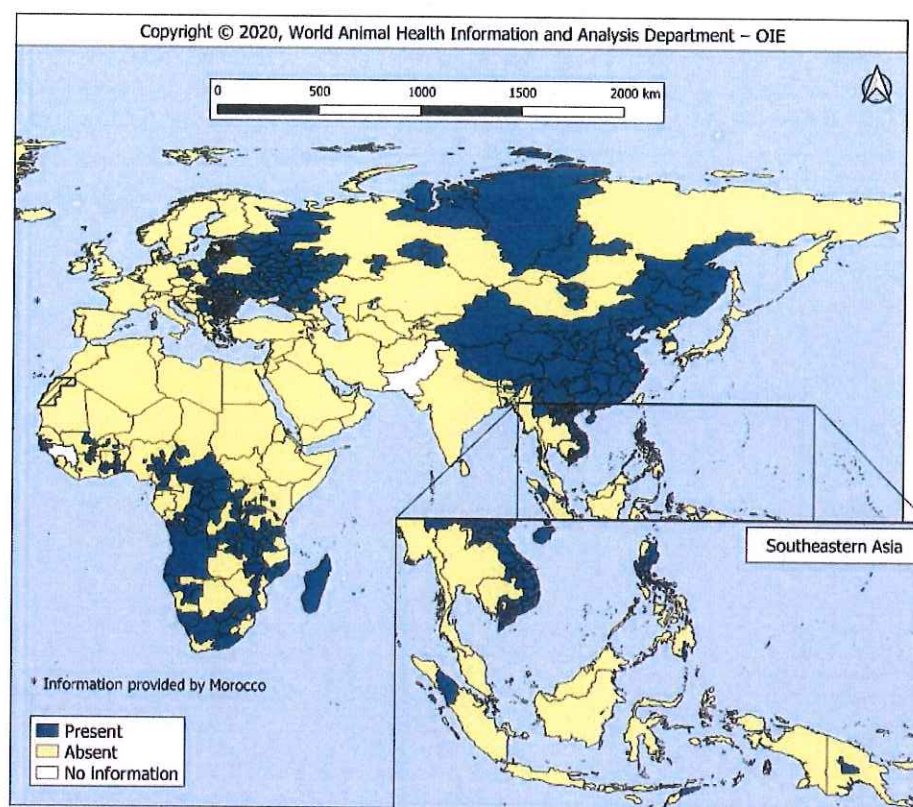 Copyright © 2020, World Animal Health Information and Analysis Department – OIE
0 500 1000 1500 2000 km
*
Southeastern Asia
* Information provided by Morocco
Present
Absent
No information